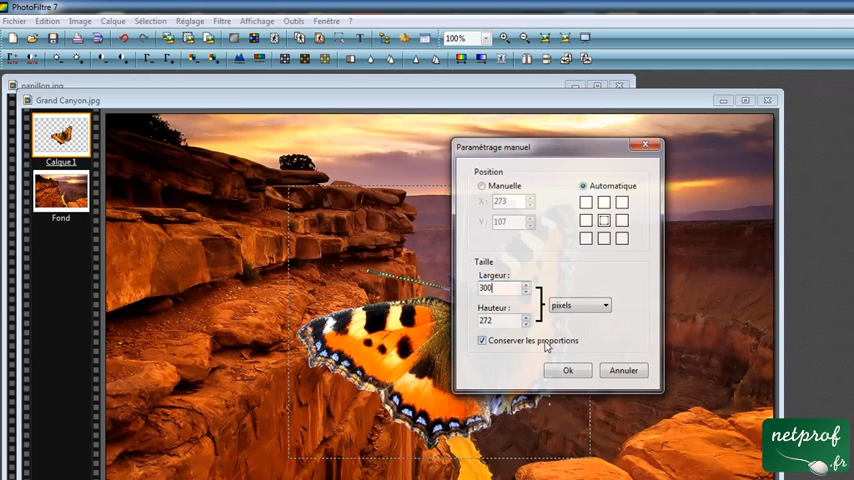 PhotoFiltre 7
Fichier Edition Image Calque Sélection Réglage Filtre Affichage Outils Fenêtre ?
100%
papillon.jpg
Grand Canyon.jpg
Calque 1
Fond
Paramétrage manuel
Position
Manuelle Automatique
X : 273
Y : 107
Taille
Largeur :
300
Hauteur :
272
pixels
Conserver les proportions
Ok Annuler
netprof
.fr